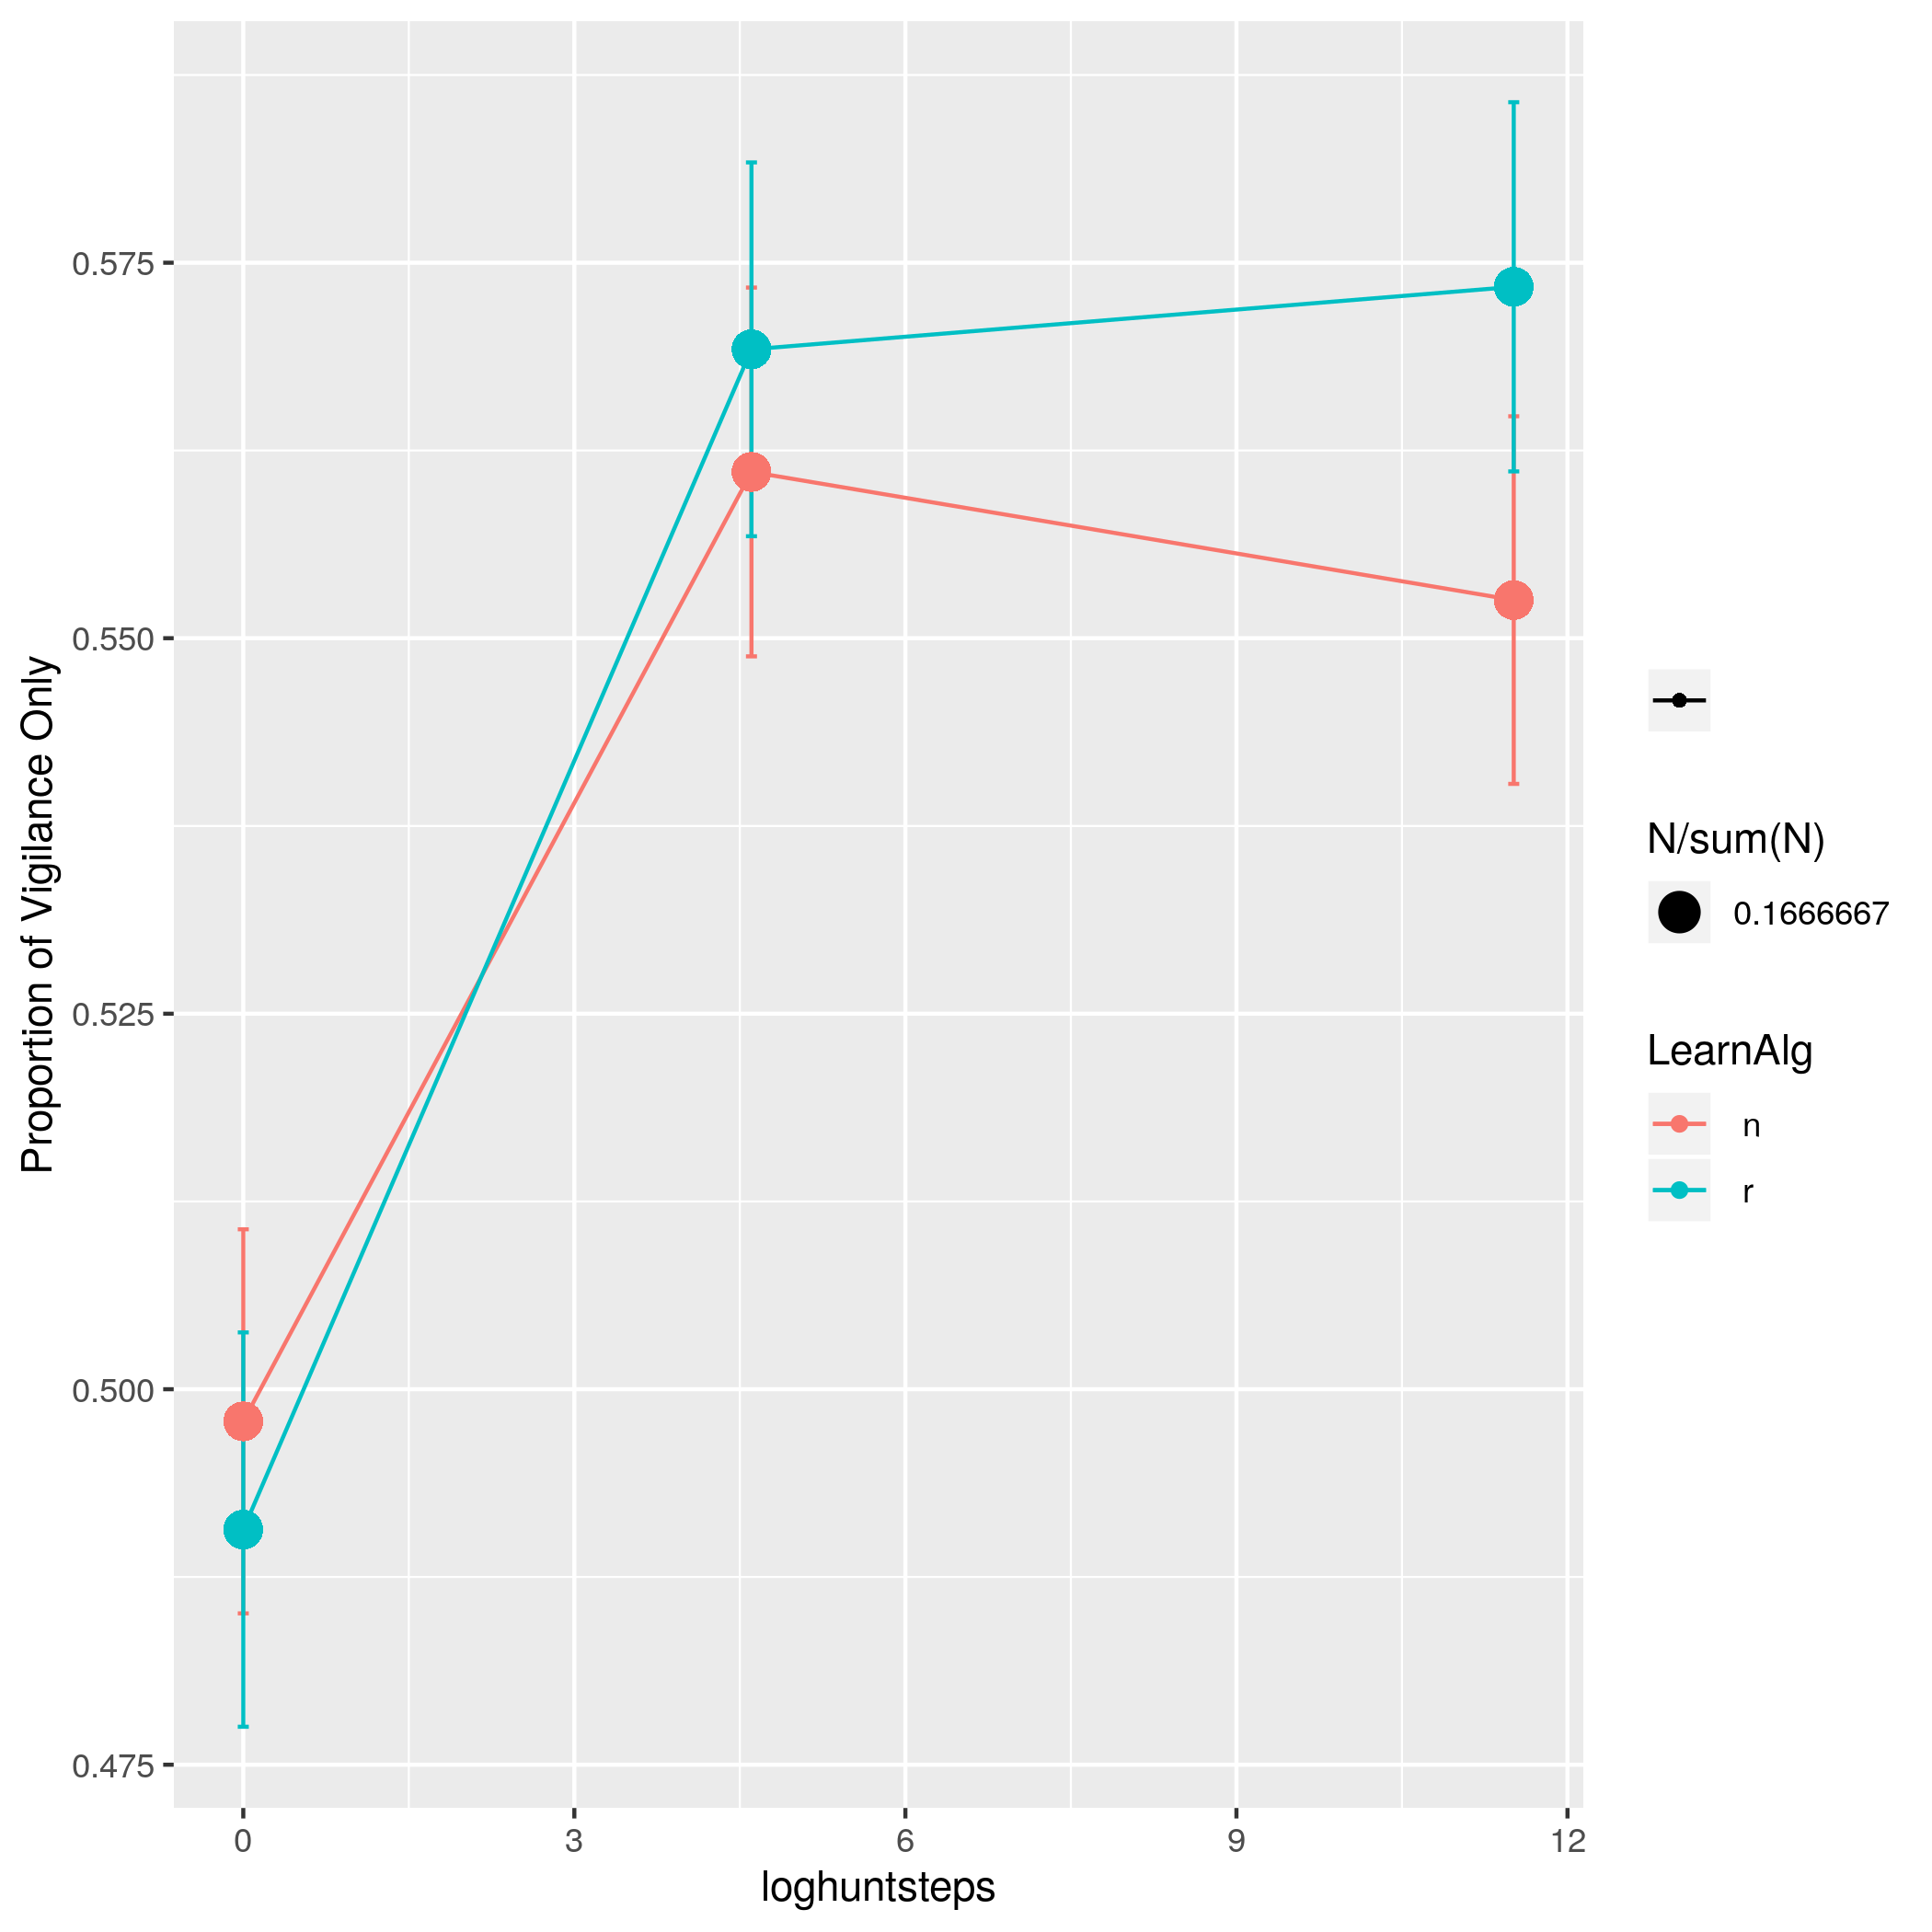 Proportion of Vigilance Only
0.575
0.550
0.525
0.500
0.475
0 3 6 9 12
loghuntsteps
N/sum(N)
0.1666667
LearnAlg
n
r